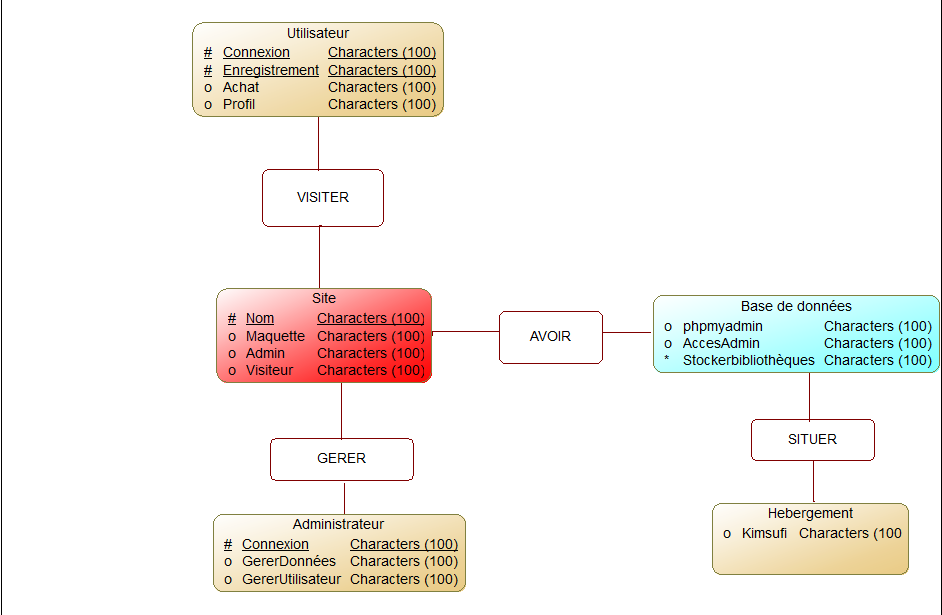 Utilisateur
# Connexion Characters (100)
# Enregistrement Characters (100)
o Achat Characters (100)
o Profil Characters (100)
VISITER
Site
# Nom Characters (100)
o Maquette Characters (100)
o Admin Characters (100)
o Visiteur Characters (100)
AVOIR
Base de données
o phpmyadmin Characters (100)
o AccesAdmin Characters (100)
* Stockerbibliothèques Characters (100)
GERER
SITUER
Administrateur
# Connexion Characters (100)
o GererDonnées Characters (100)
o GererUtilisateur Characters (100)
Hebergement
o Kimsufi Characters (100